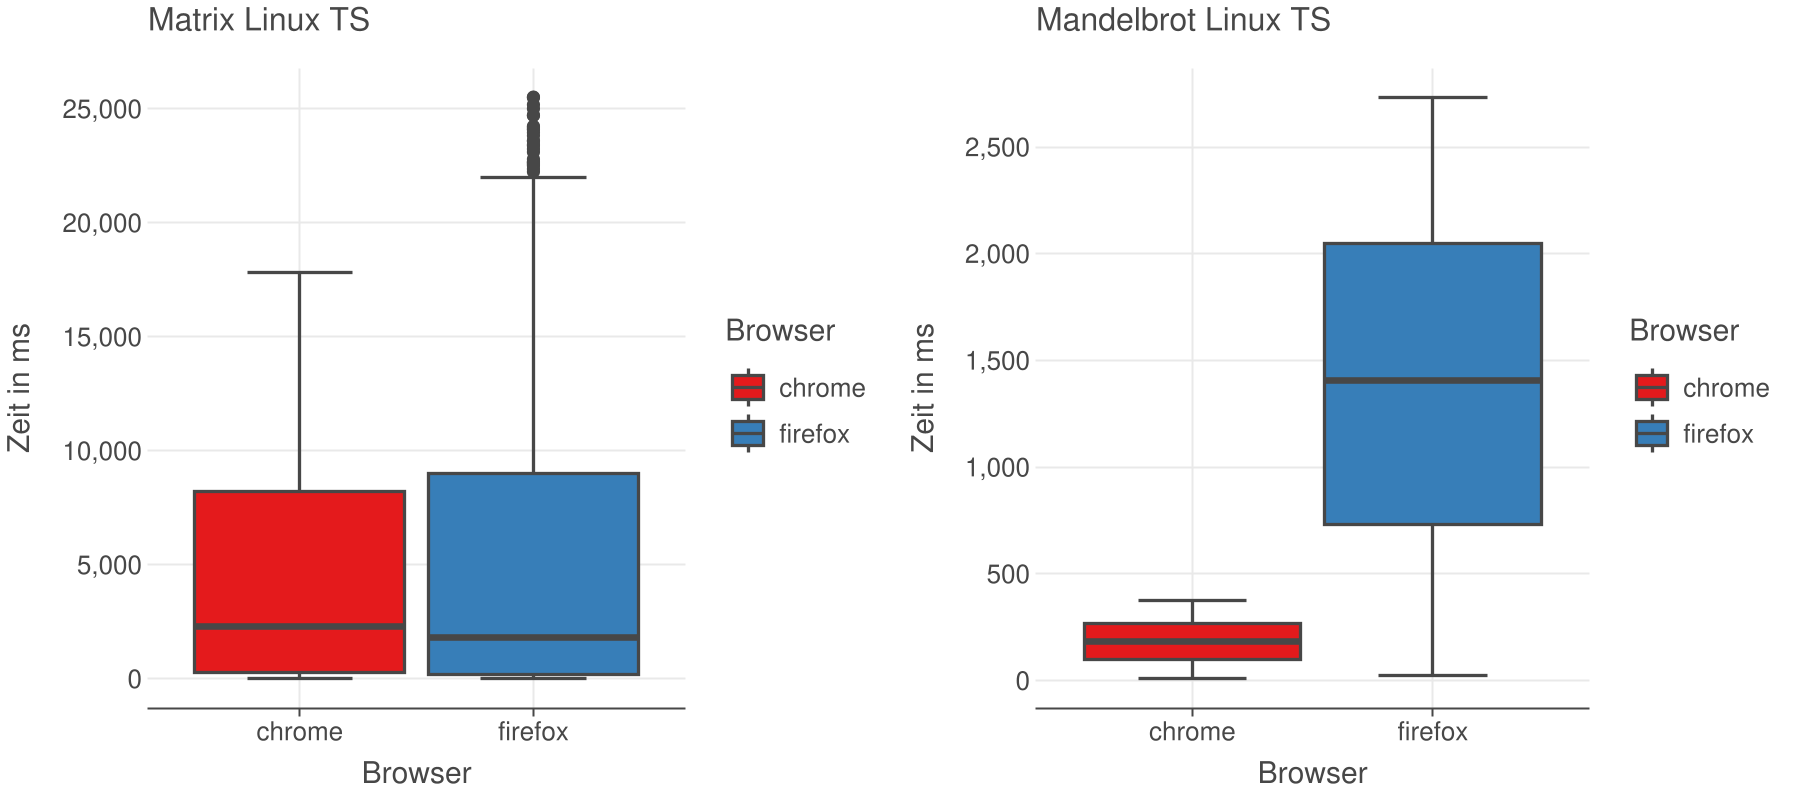 Matrix Linux TS
25,000
20,000
15,000
10,000
5,000
0
Zeit in ms
chrome
firefox
Browser
Browser
chrome
firefox
Mandelbrot Linux TS
2,500
2,000
1,500
1,000
500
0
Zeit in ms
chrome
firefox
Browser
Browser
chrome
firefox